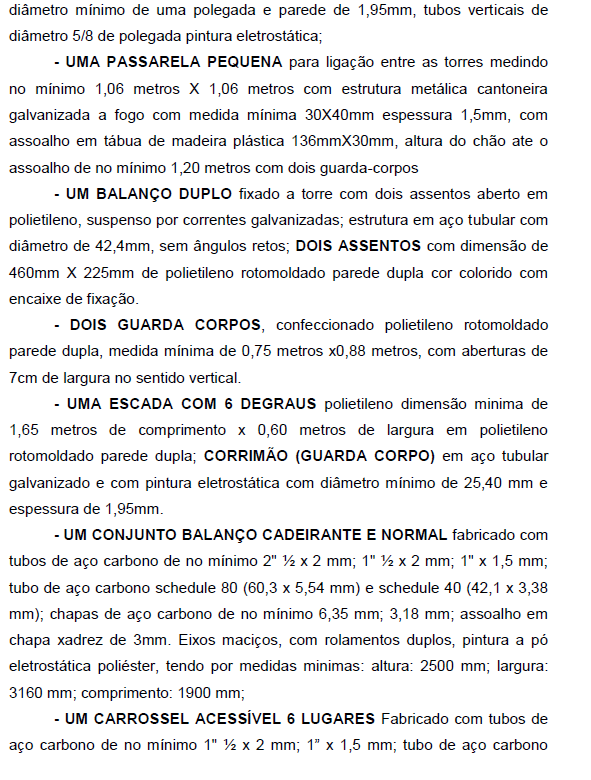 diâmetro mínimo de uma polegada e parede de 1,95mm, tubos verticais de
diâmetro 5/8 de polegada pintura eletrostática;
- UMA PASSARELA PEQUENA para ligação entre as torres medindo
no mínimo 1,06 metros X 1,06 metros com estrutura metálica cantoneira
galvanizada a fogo com medida mínima 30X40mm espessura 1,5mm, com
assoalho em tábua de madeira plástica 136mmX30mm, altura do chão ate o
assoalho de no mínimo 1,20 metros com dois guarda-corpos
- UM BALANÇO DUPLO fixado a torre com dois assentos aberto em
polietileno, suspenso por correntes galvanizadas; estrutura em aço tubular com
diâmetro de 42,4mm, sem ângulos retos; DOIS ASSENTOS com dimensão de
460mm X 225mm de polietileno rotomoldado parede dupla cor colorido com
encaixe de fixação.
- DOIS GUARDA CORPOS, confeccionado polietileno rotomoldado
parede dupla, medida mínima de 0,75 metros x0,88 metros, com aberturas de
7cm de largura no sentido vertical.
- UMA ESCADA COM 6 DEGRAUS polietileno dimensão minima de
1,65 metros de comprimento x 0,60 metros de largura em polietileno
rotomoldado parede dupla; CORRIMÃO (GUARDA CORPO) em aço tubular
galvanizado e com pintura eletrostática com diâmetro mínimo de 25,40 mm e
espessura de 1,95mm.
- UM CONJUNTO BALANÇO CADEIRANTE E NORMAL fabricado com
tubos de aço carbono de no mínimo 2" ½ x 2 mm; 1" ½ x 2 mm; 1" x 1,5 mm;
tubo de aço carbono schedule 80 (60,3 x 5,54 mm) e schedule 40 (42,1 x 3,38
mm); chapas de aço carbono de no mínimo 6,35 mm; 3,18 mm; assoalho em
chapa xadrez de 3mm. Eixos maciços, com rolamentos duplos, pintura a pó
eletrostática poliéster, tendo por medidas minimas: altura: 2500 mm; largura:
3160 mm; comprimento: 1900 mm;
- UM CARROSSEL ACESSÍVEL 6 LUGARES Fabricado com tubos de
aço carbono de no mínimo 1" ½ x 2 mm; 1” x 1,5 mm; tubo de aço carbono